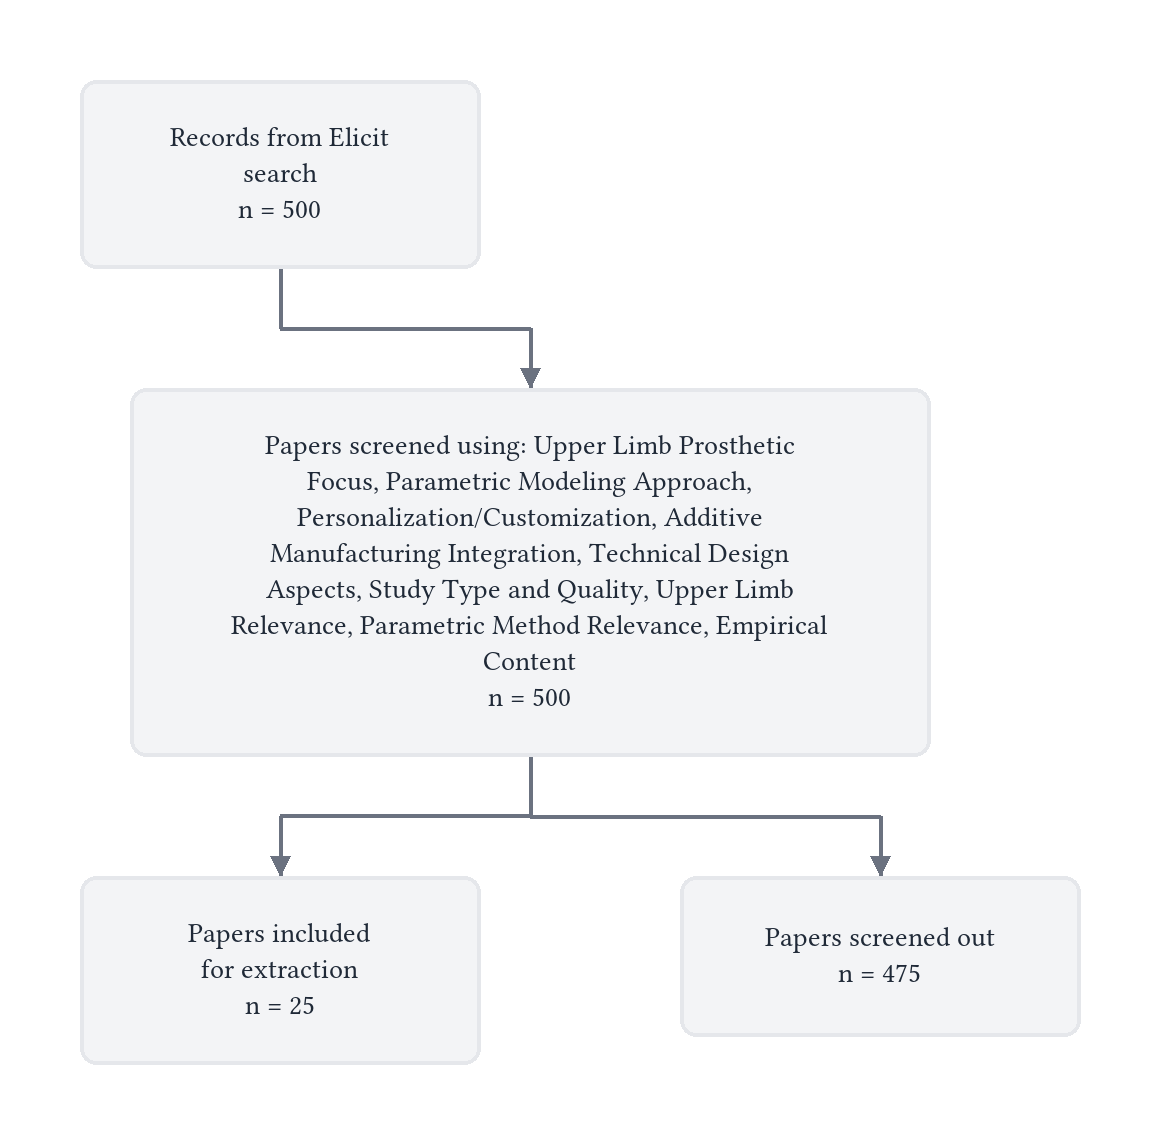 Records from Elicit
search
n = 500
Papers screened using: Upper Limb Prosthetic
Focus, Parametric Modeling Approach,
Personalization/Customization, Additive
Manufacturing Integration, Technical Design
Aspects, Study Type and Quality, Upper Limb
Relevance, Parametric Method Relevance, Empirical
Content
n = 500
Papers included
for extraction
n = 25
Papers screened out
n = 475